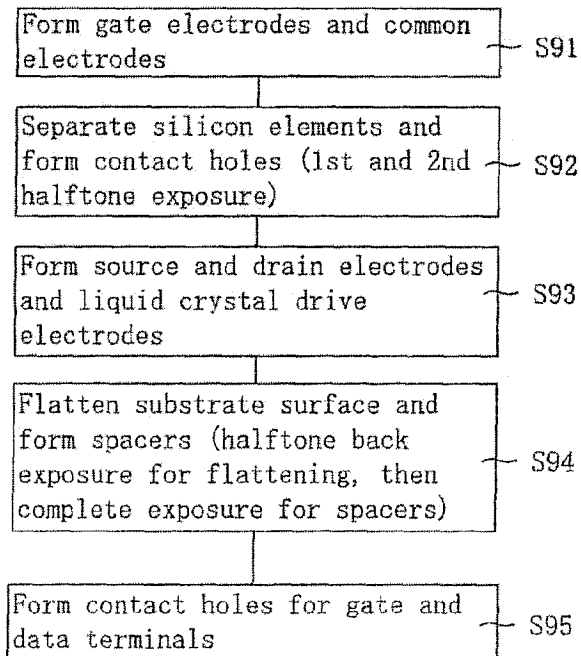 Form gate electrodes and common
electrodes
S91
Separate silicon elements and
form contact holes (1st and 2nd
halftone exposure)
S92
Form source and drain electrodes
and liquid crystal drive
electrodes
S93
Flatten substrate surface and
form spacers (halftone back
exposure for flattening, then
complete exposure for spacers)
S94
Form contact holes for gate and
data terminals
S95